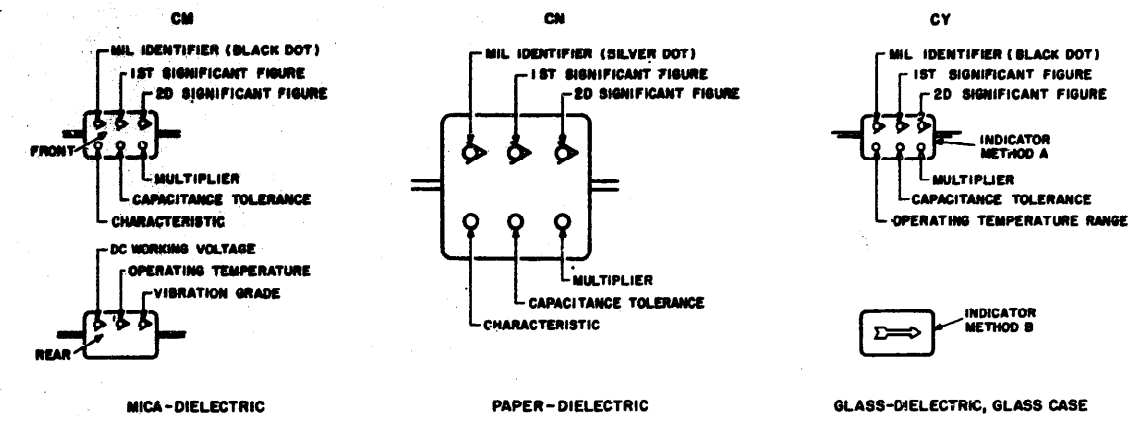 CM
MIL IDENTIFIER (BLACK DOT)
1ST SIGNIFICANT FIGURE
2D SIGNIFICANT FIGURE
FRONT
MULTIPLIER
CAPACITANCE TOLERANCE
CHARACTERISTIC
DC WORKING VOLTAGE
OPERATING TEMPERATURE
VIBRATION GRADE
REAR
MICA-DIELECTRIC
CN
MIL IDENTIFIER (SILVER DOT)
1ST SIGNIFICANT FIGURE
2D SIGNIFICANT FIGURE
MULTIPLIER
CAPACITANCE TOLERANCE
CHARACTERISTIC
PAPER-DIELECTRIC
CY
MIL IDENTIFIER (BLACK DOT)
1ST SIGNIFICANT FIGURE
2D SIGNIFICANT FIGURE
INDICATOR
METHOD A
MULTIPLIER
CAPACITANCE TOLERANCE
OPERATING TEMPERATURE RANGE
INDICATOR
METHOD B
GLASS-DIELECTRIC, GLASS CASE